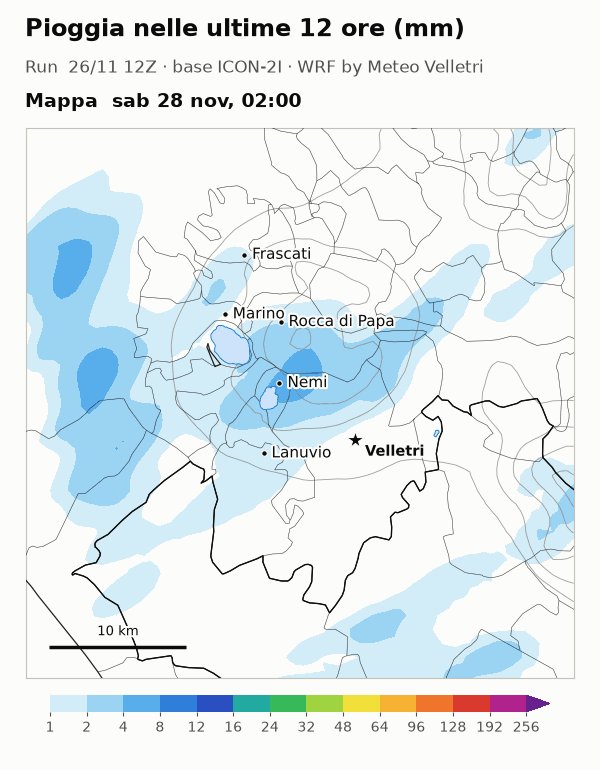 Pioggia nelle ultime 12 ore (mm)
Run  26/11 12Z · base ICON-2I · WRF by Meteo Velletri
Mappa  sab 28 nov, 02:00
Frascati
Marino
Rocca di Papa
Nemi
Velletri
Lanuvio
10 km
1 2 4 8 12 16 24 32 48 64 96 128 192 256